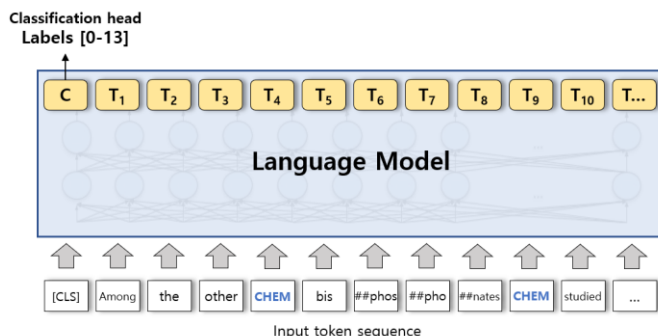 Classification head
Labels [0-13]
C T1 T2 T3 T4 T5 T6 T7 T8 T9 T10 T...
Language Model
[CLS] Among the other CHEM bis ##phos ##pho ##nates CHEM studied ...
Input token sequence